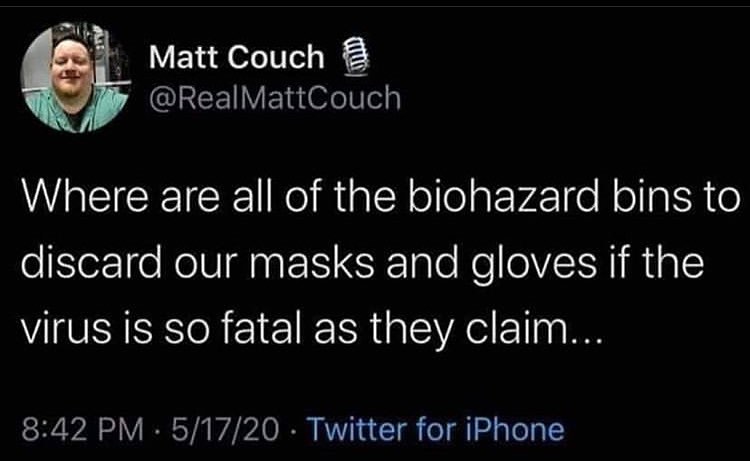 Matt Couch 🎙
@RealMattCouch
Where are all of the biohazard bins to
discard our masks and gloves if the
virus is so fatal as they claim...
8:42 PM · 5/17/20 · Twitter for iPhone